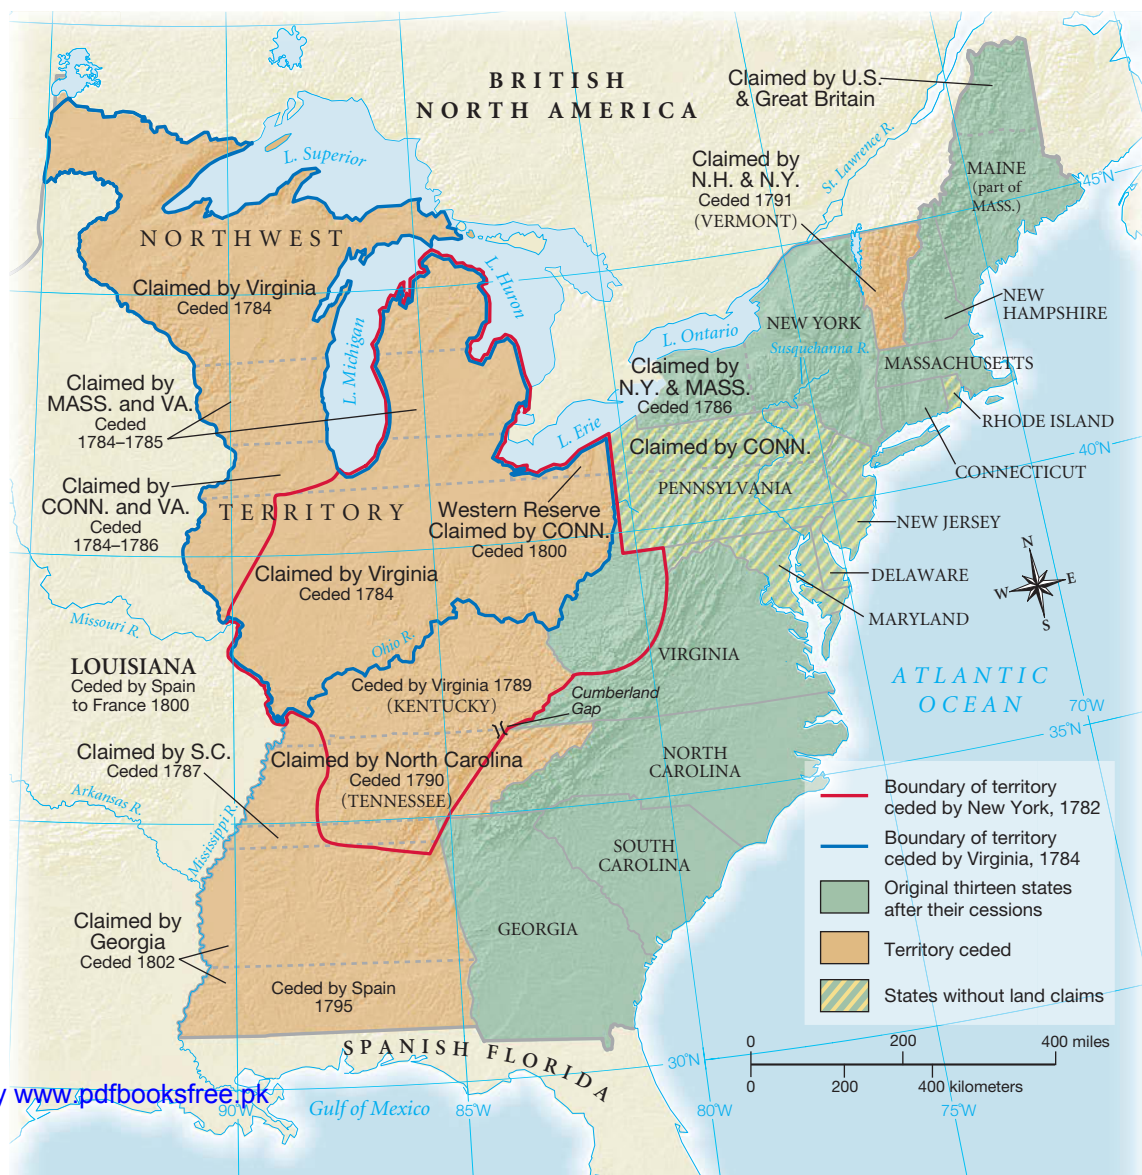 BRITISH
NORTH AMERICA
Claimed by U.S.
& Great Britain
St. Lawrence R.
Claimed by
N.H. & N.Y.
Ceded 1791
(VERMONT)
MAINE
(part of
MASS.)
45°N
L. Superior
NORTHWEST
Claimed by Virginia
Ceded 1784
L. Huron
L. Michigan
NEW
HAMPSHIRE
L. Ontario
NEW YORK
Susquehanna R.
MASSACHUSETTS
Claimed by
N.Y. & MASS.
Ceded 1786
Claimed by
MASS. and VA.
Ceded
1784–1785
RHODE ISLAND
L. Erie
Claimed by CONN.
40°N
CONNECTICUT
Claimed by
CONN. and VA.
Ceded
1784–1786
TERRITORY
Western Reserve
Claimed by CONN.
Ceded 1800
PENNSYLVANIA
NEW JERSEY
Claimed by Virginia
Ceded 1784
DELAWARE
N
W
E
S
MARYLAND
Missouri R.
Ohio R.
LOUISIANA
Ceded by Spain
to France 1800
VIRGINIA
Ceded by Virginia 1789
(KENTUCKY)
Cumberland
Gap
ATLANTIC
OCEAN
70°W
35°N
Claimed by S.C.
Ceded 1787
Claimed by North Carolina
Ceded 1790
(TENNESSEE)
NORTH
CAROLINA
Arkansas R.
Mississippi R.
Boundary of territory
ceded by New York, 1782
Boundary of territory
ceded by Virginia, 1784
SOUTH
CAROLINA
Original thirteen states
after their cessions
Claimed by
Georgia
Ceded 1802
GEORGIA
Territory ceded
Ceded by Spain
1795
States without land claims
SPANISH FLORIDA
30°N
0 200 400 miles
0 200 400 kilometers
y www.pdfbooksfree.pk
90°W
Gulf of Mexico
85°W
80°W
75°W